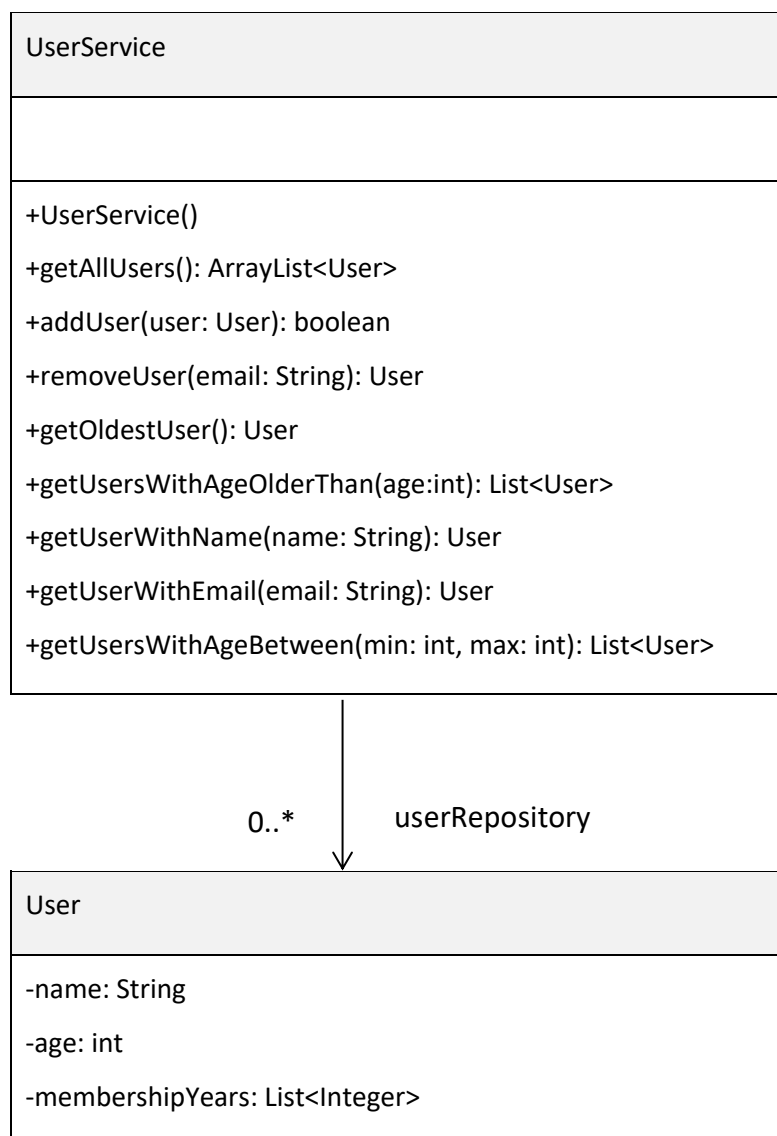 UserService
+UserService()
+getAllUsers(): ArrayList<User>
+addUser(user: User): boolean
+removeUser(email: String): User
+getOldestUser(): User
+getUsersWithAgeOlderThan(age:int): List<User>
+getUserWithName(name: String): User
+getUserWithEmail(email: String): User
+getUsersWithAgeBetween(min: int, max: int): List<User>
0..* userRepository
User
-name: String
-age: int
-membershipYears: List<Integer>